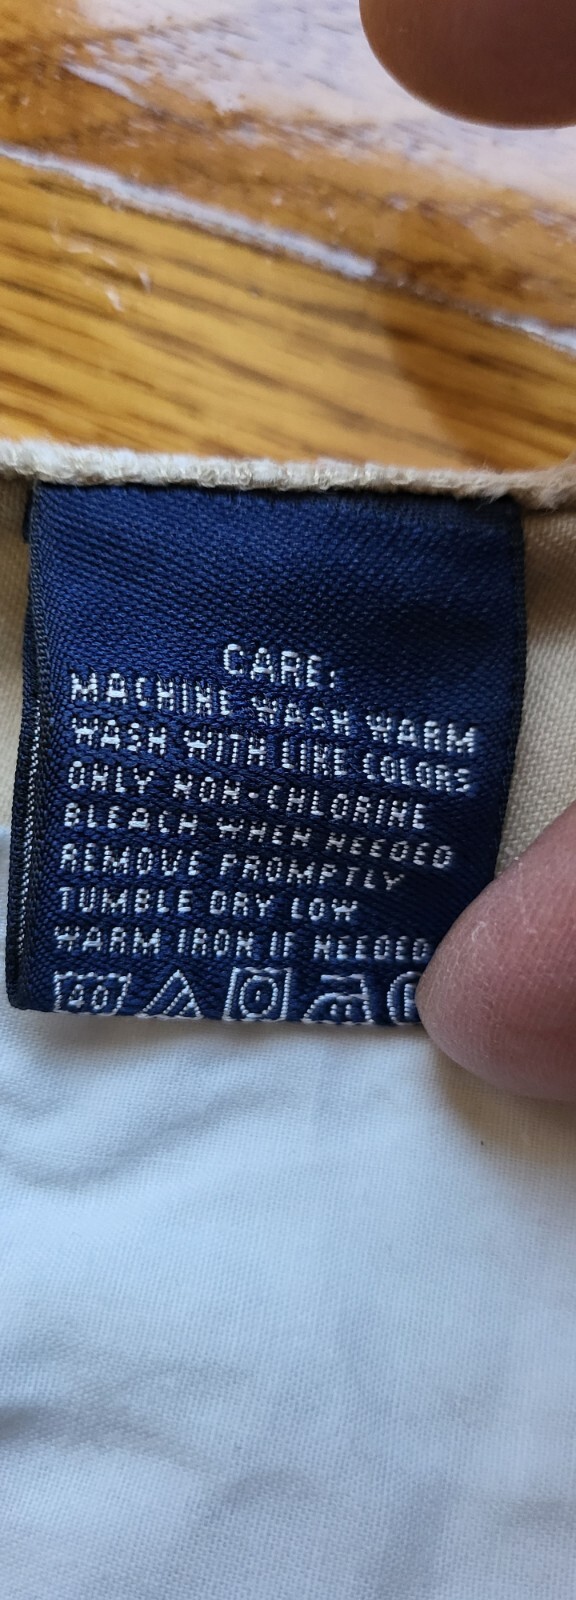 CARE:
MACHINE WASH WARM
WASH WITH LIKE COLORS
ONLY NON-CHLORINE
BLEACH WHEN NEEDED
REMOVE PROMPTLY
TUMBLE DRY LOW
WARM IRON IF NEEDED
40